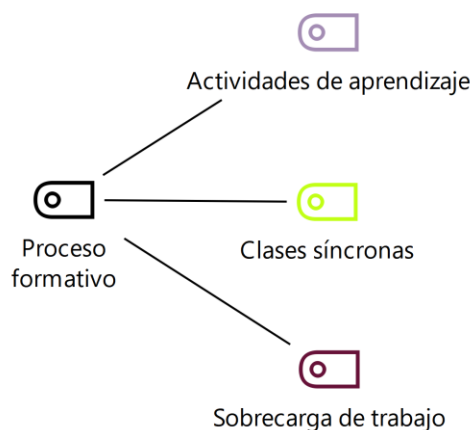 Actividades de aprendizaje
Proceso
formativo
Clases síncronas
Sobrecarga de trabajo